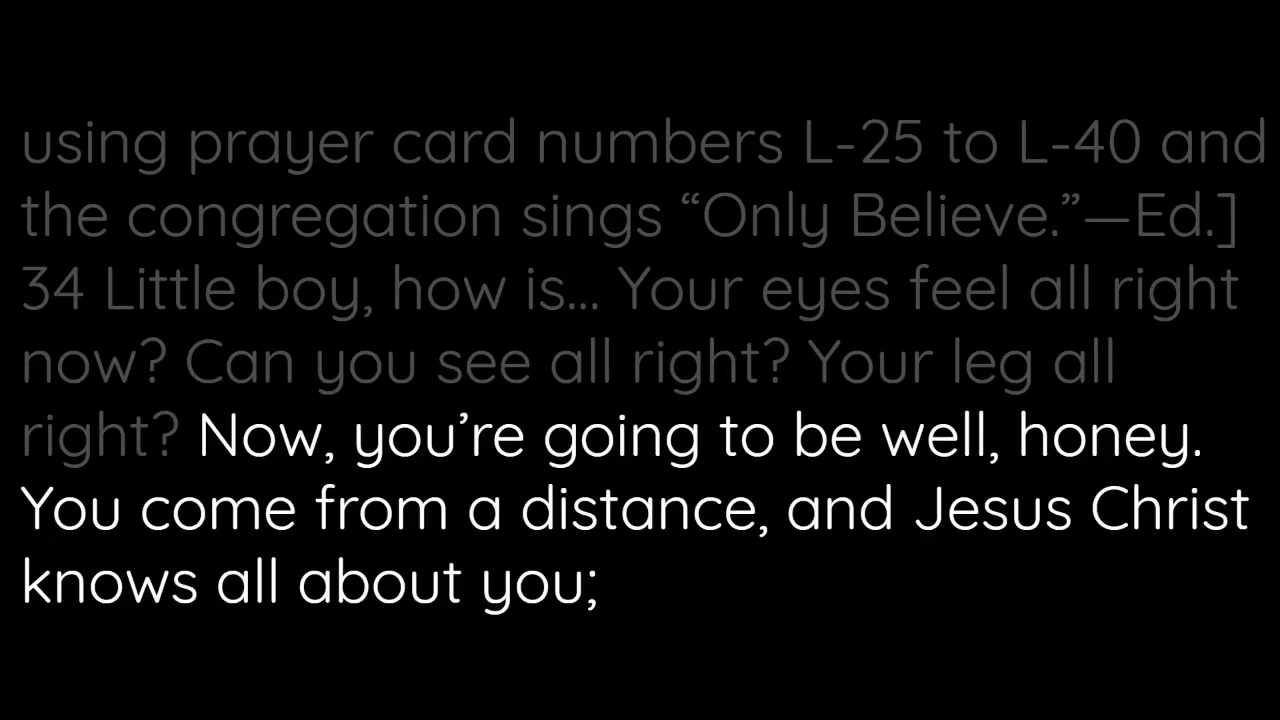 using prayer card numbers L-25 to L-40 and
the congregation sings “Only Believe.”—Ed.]
34 Little boy, how is... Your eyes feel all right
now? Can you see all right? Your leg all
right? Now, you’re going to be well, honey.
You come from a distance, and Jesus Christ
knows all about you;